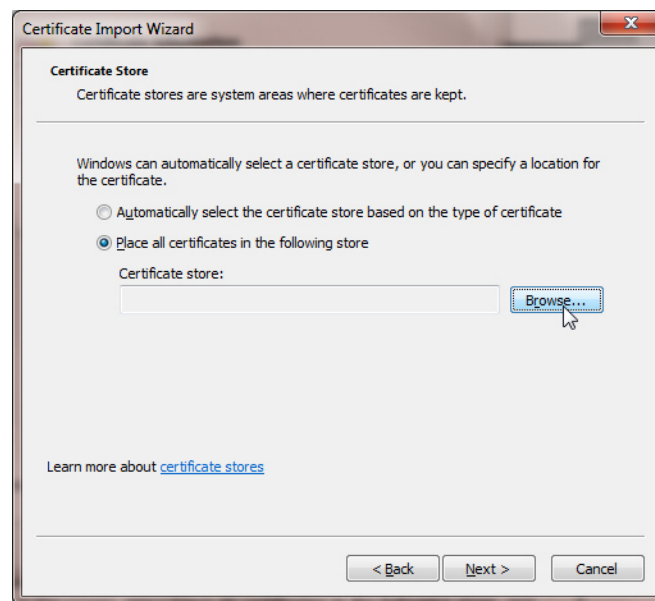 Certificate Import Wizard
Certificate Store
Certificate stores are system areas where certificates are kept.
Windows can automatically select a certificate store, or you can specify a location for
the certificate.
Automatically select the certificate store based on the type of certificate
Place all certificates in the following store
Certificate store:
Browse...
Learn more about certificate stores
< Back
Next >
Cancel